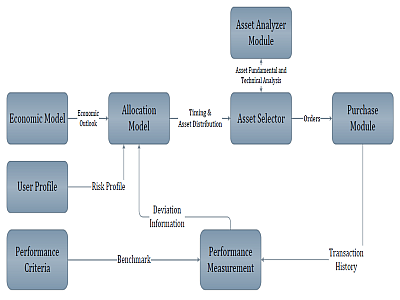 Asset Analyzer
Module
Asset Fundamental and
Technical Analysis
Economic Model
Economic
Outlook
Allocation
Model
Timing &
Asset Distribution
Asset Selector
Orders
Purchase
Module
User Profile
Risk Profile
Deviation
Information
Performance
Criteria
Benchmark
Performance
Measurement
Transaction
History